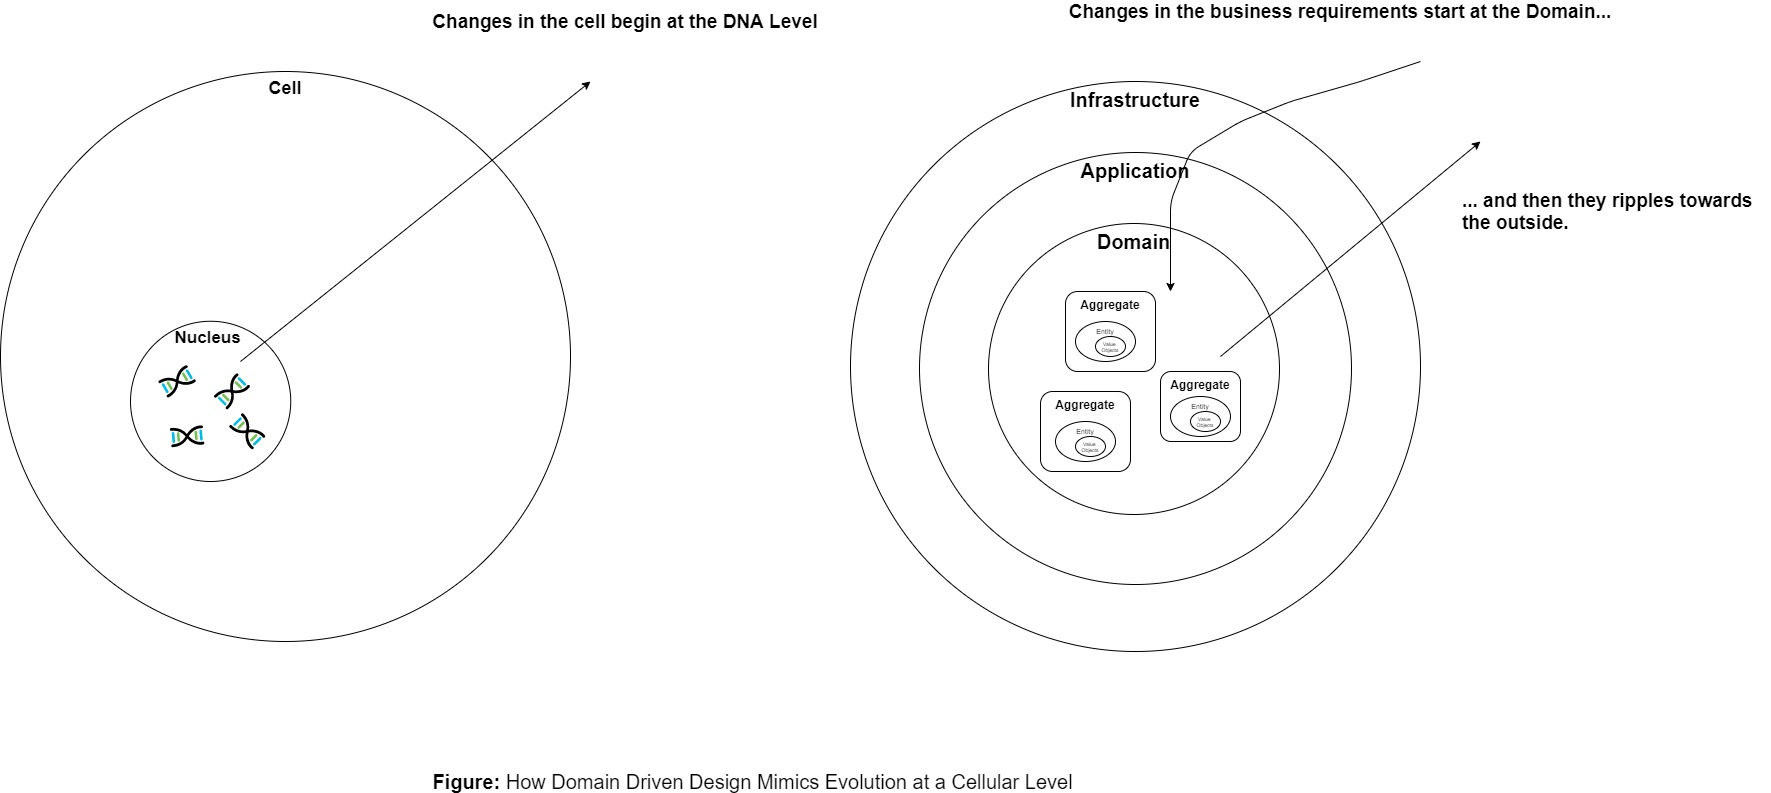 Changes in the cell begin at the DNA Level
Cell
Nucleus
Changes in the business requirements start at the Domain...
Infrastructure
Application
Domain
Aggregate
Entity
Value
Objects
Aggregate
Entity
Value
Objects
Aggregate
Entity
Value
Objects
... and then they ripples towards
the outside.
Figure: How Domain Driven Design Mimics Evolution at a Cellular Level